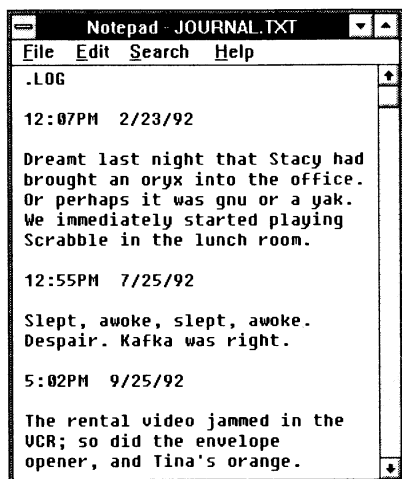 Notepad - JOURNAL.TXT
File Edit Search Help
.LOG
12:07PM 2/23/92
Dreamt last night that Stacy had
brought an oryx into the office.
Or perhaps it was gnu or a yak.
We immediately started playing
Scrabble in the lunch room.
12:55PM 7/25/92
Slept, awoke, slept, awoke.
Despair. Kafka was right.
5:02PM 9/25/92
The rental video jammed in the
VCR; so did the envelope
opener, and Tina's orange.